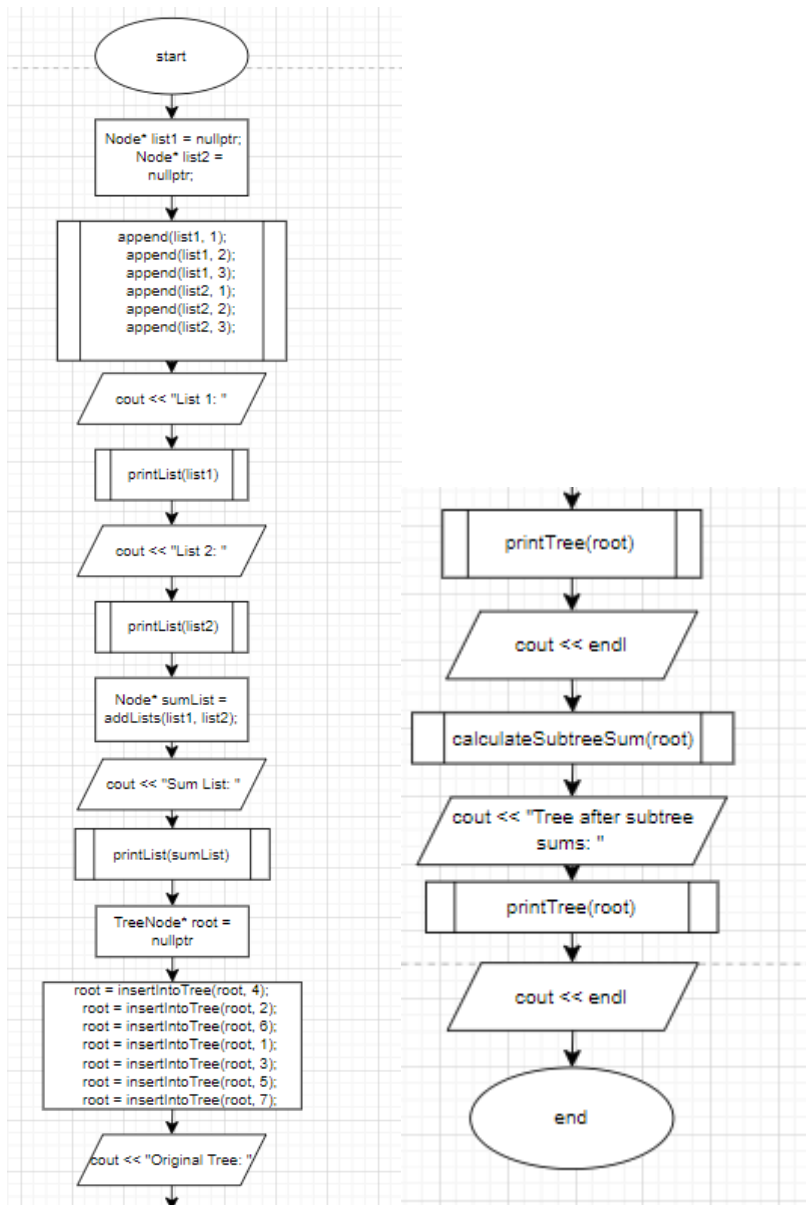 start
Node* list1 = nullptr;
Node* list2 =
nullptr;
append(list1, 1);
append(list1, 2);
append(list1, 3);
append(list2, 1);
append(list2, 2);
append(list2, 3);
cout << "List 1: "
printList(list1)
cout << "List 2: "
printList(list2)
Node* sumList =
addLists(list1, list2);
cout << "Sum List: "
printList(sumList)
TreeNode* root =
nullptr
root = insertIntoTree(root, 4);
root = insertIntoTree(root, 2);
root = insertIntoTree(root, 6);
root = insertIntoTree(root, 1);
root = insertIntoTree(root, 3);
root = insertIntoTree(root, 5);
root = insertIntoTree(root, 7);
cout << "Original Tree: "
printTree(root)
cout << endl
calculateSubtreeSum(root)
cout << "Tree after subtree
sums: "
printTree(root)
cout << endl
end